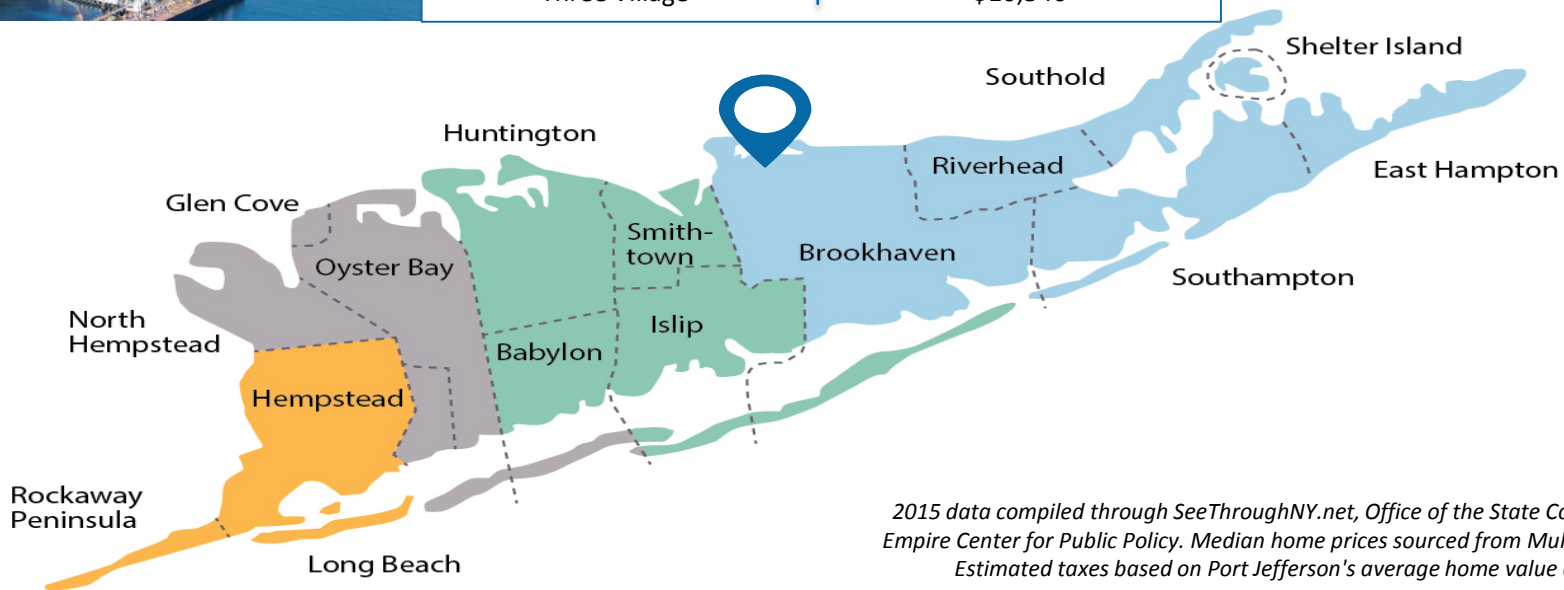 Three Village
Shelter Island
Southold
Huntington
Riverhead
East Hampton
Glen Cove
Smith-
town
Brookhaven
Oyster Bay
Southampton
North
Hempstead
Islip
Babylon
Hempstead
Rockaway
Peninsula
Long Beach
2015 data compiled through SeeThroughNY.net, Office of the State
Empire Center for Public Policy. Median home prices sourced from
Estimated taxes based on Port Jefferson's average home value